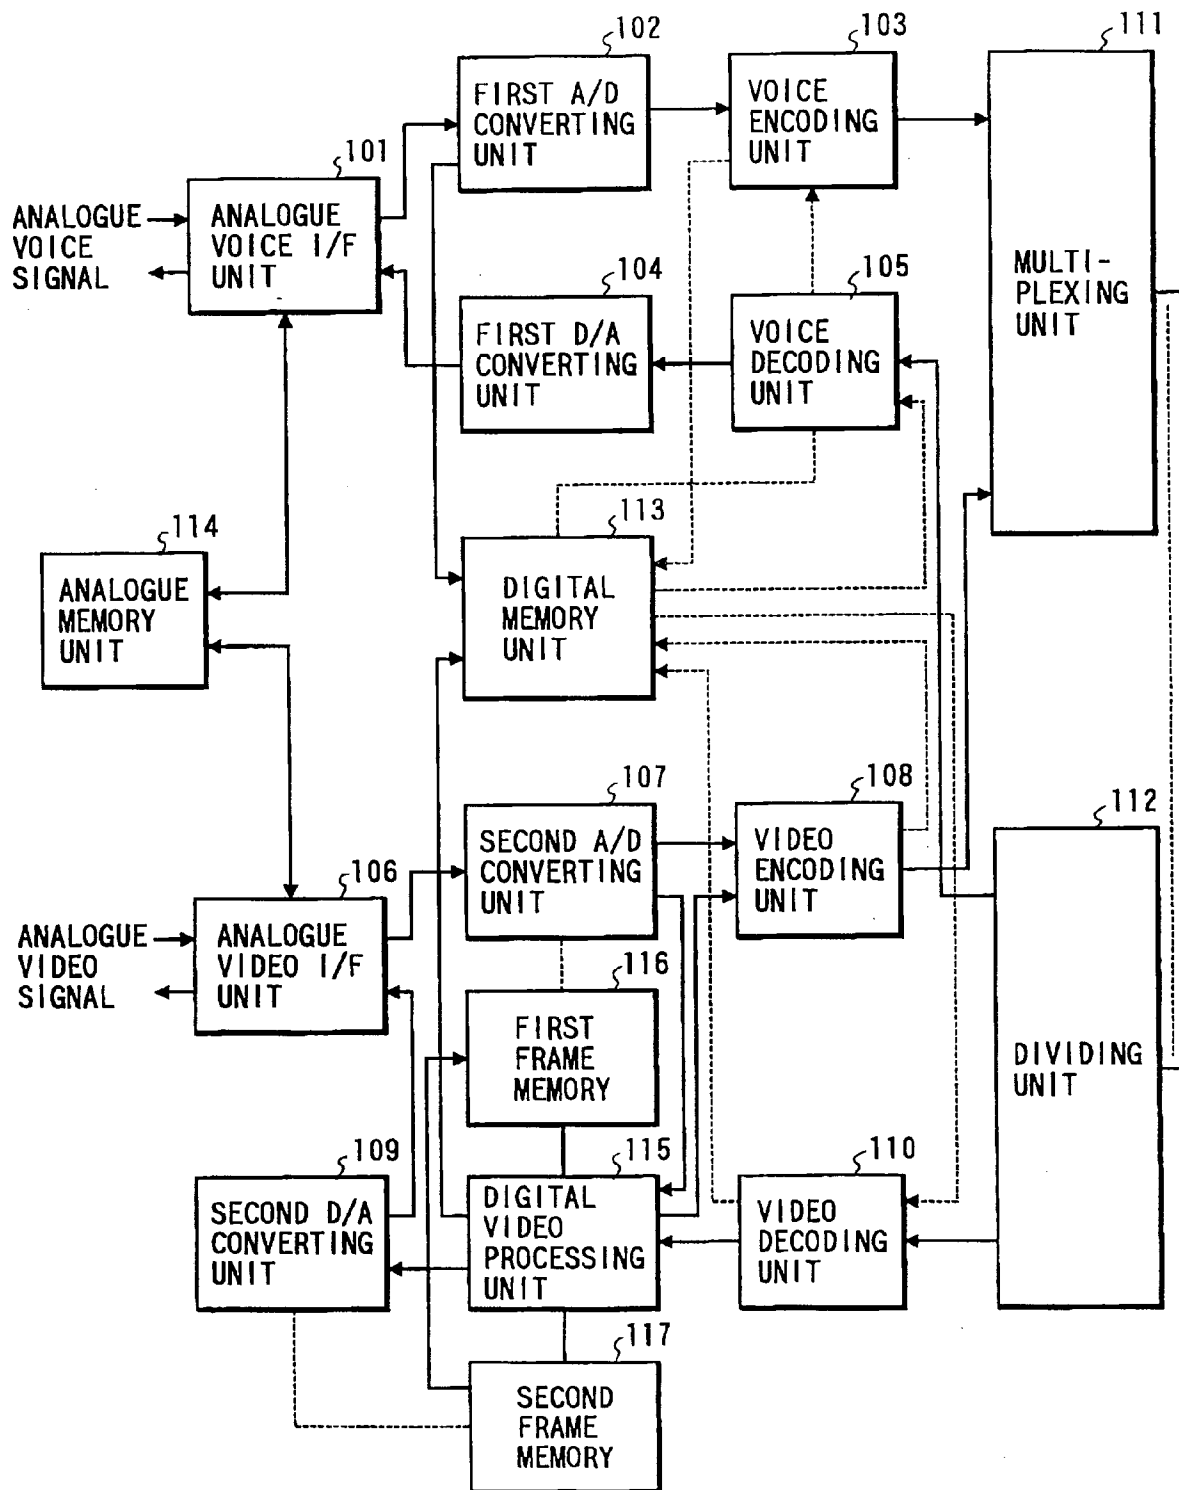 102
FIRST A/D
CONVERTING
UNIT
103
VOICE
ENCODING
UNIT
111
MULTI-
PLEXING
UNIT
101
ANALOGUE
VOICE I/F
UNIT
ANALOGUE
VOICE
SIGNAL
104
FIRST D/A
CONVERTING
UNIT
105
VOICE
DECODING
UNIT
114
ANALOGUE
MEMORY
UNIT
113
DIGITAL
MEMORY
UNIT
107
SECOND A/D
CONVERTING
UNIT
108
VIDEO
ENCODING
UNIT
112
DIVIDING
UNIT
106
ANALOGUE
VIDEO I/F
UNIT
ANALOGUE
VIDEO
SIGNAL
116
FIRST
FRAME
MEMORY
109
SECOND D/A
CONVERTING
UNIT
115
DIGITAL
VIDEO
PROCESSING
UNIT
110
VIDEO
DECODING
UNIT
117
SECOND
FRAME
MEMORY